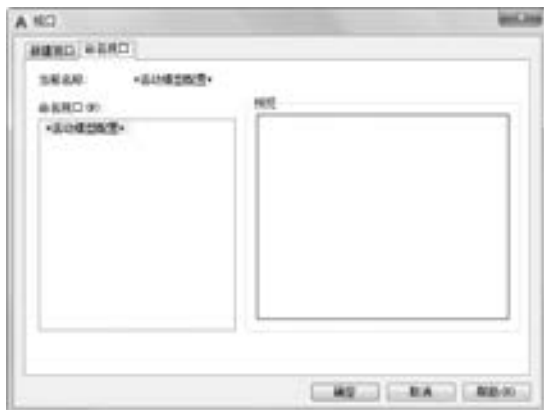 A 视口
新建视口 命名视口
当前名称: *活动模型配置*
命名视口(N): 预览
*活动模型配置*
确定 取消 帮助(H)